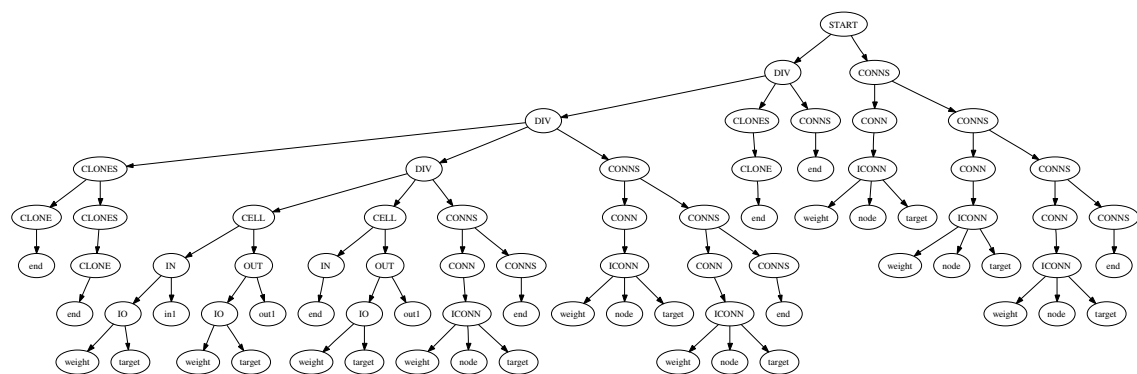 START
DIV CONNS
DIV CLONES CONNS CONN CONNS
CLONES DIV CONNS CLONE end ICONN CONN CONNS
CLONE CLONES CELL CELL CONNS CONN CONNS end weight node target ICONN CONN CONNS
end CLONE IN OUT IN OUT CONN CONNS ICONN CONN CONNS weight node target ICONN end
end IO in1 IO out1 end IO out1 ICONN end weight node target ICONN end weight node target
weight target weight target weight target weight node target weight node target